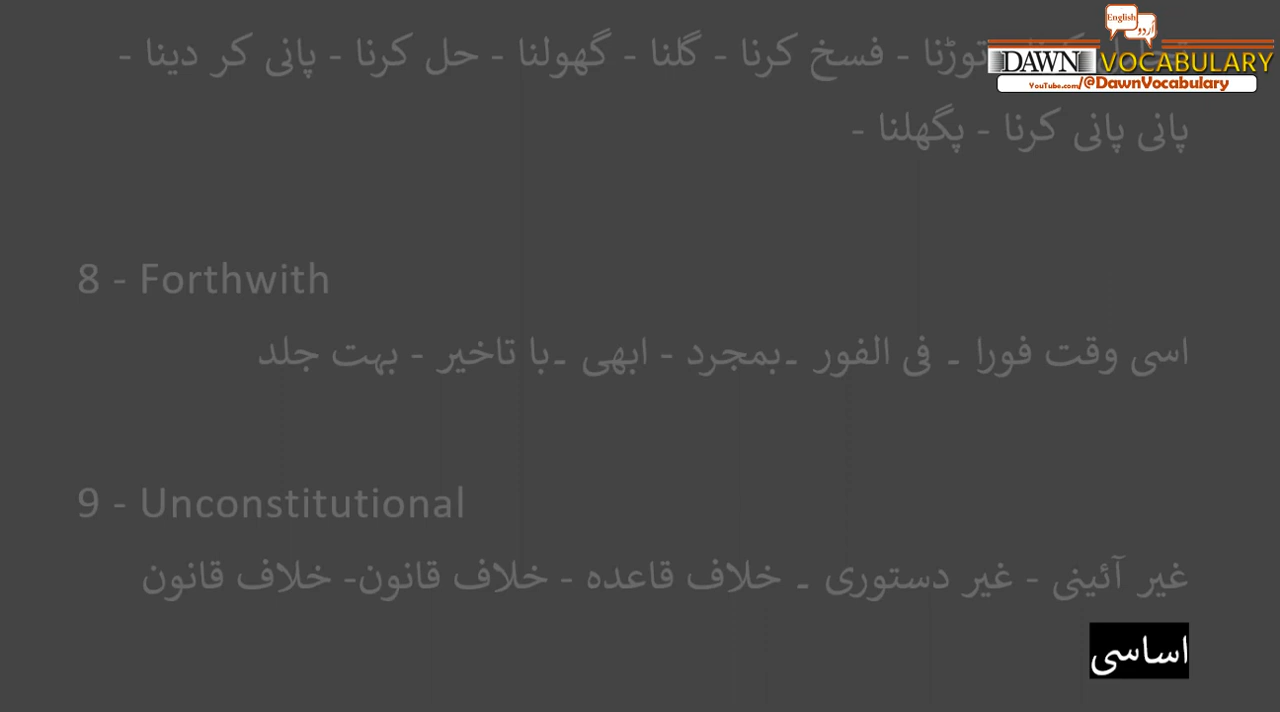 توڑنا - فسخ کرنا - گلنا - گھولنا - حل کرنا - پانی کر دینا -
English اردو
DAWN VOCABULARY
YouTube.com/@DawnVocabulary
پانی پانی کرنا - پگھلنا -
8 - Forthwith
اسی وقت فورا ۔ فی الفور ۔بمجرد - ابھی ۔با تاخیر - بہت جلد
9 - Unconstitutional
غیر آئینی - غیر دستوری ۔ خلاف قاعدہ - خلاف قانون- خلاف قانون
اساسی